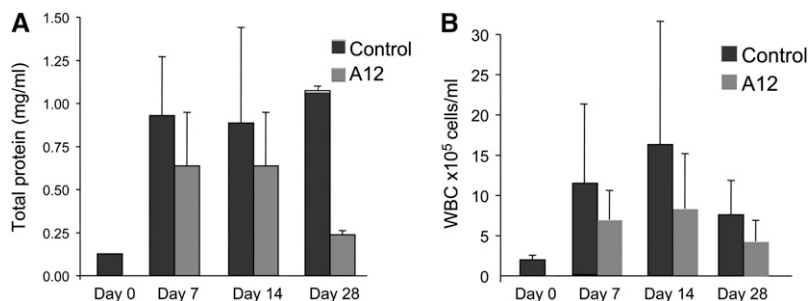 A
Total protein (mg/ml)
1.50
1.25
1.00
0.75
0.50
0.25
0.00
Control
A12
Day 0 Day 7 Day 14 Day 28
B
WBC x10⁵ cells/ml
30
25
20
15
10
5
0
Control
A12
Day 0 Day 7 Day 14 Day 28